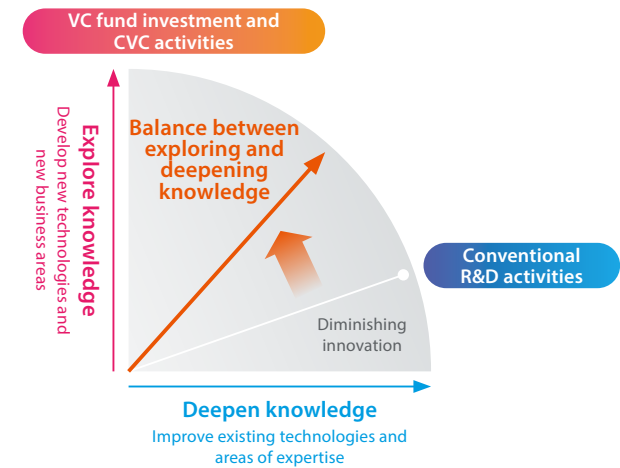 VC fund investment and
CVC activities
Explore knowledge
Develop new technologies and
new business areas
Balance between
exploring and
deepening
knowledge
Conventional
R&D activities
Diminishing
innovation
Deepen knowledge
Improve existing technologies and
areas of expertise